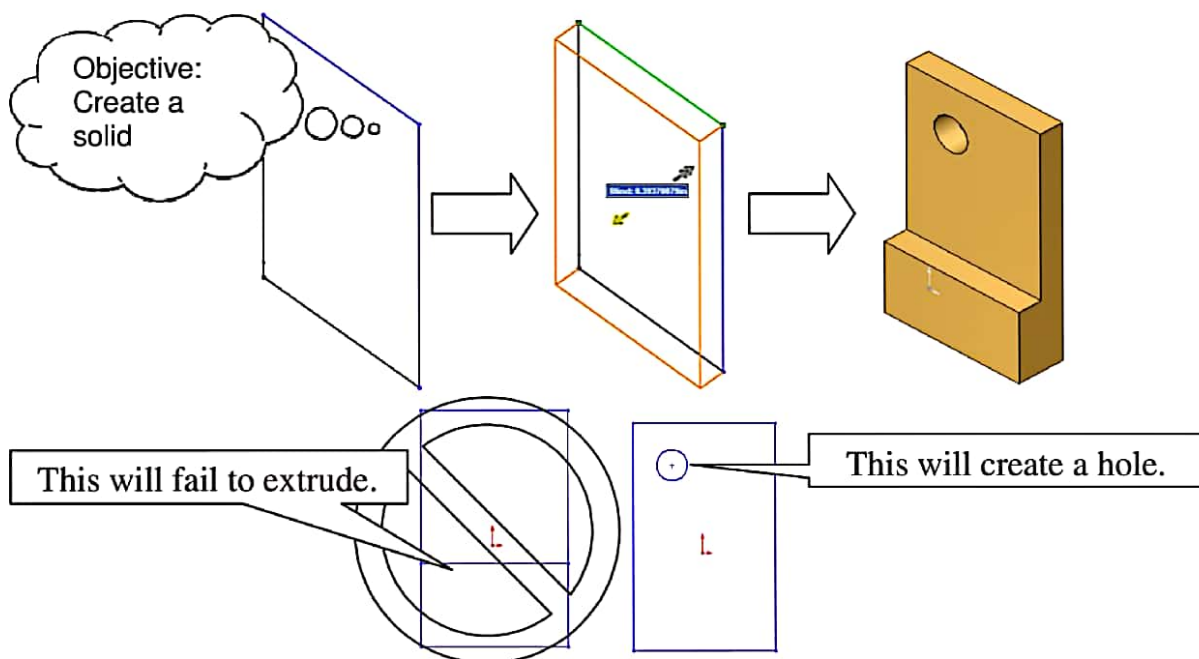 Objective:
Create a
solid
This will fail to extrude.
This will create a hole.